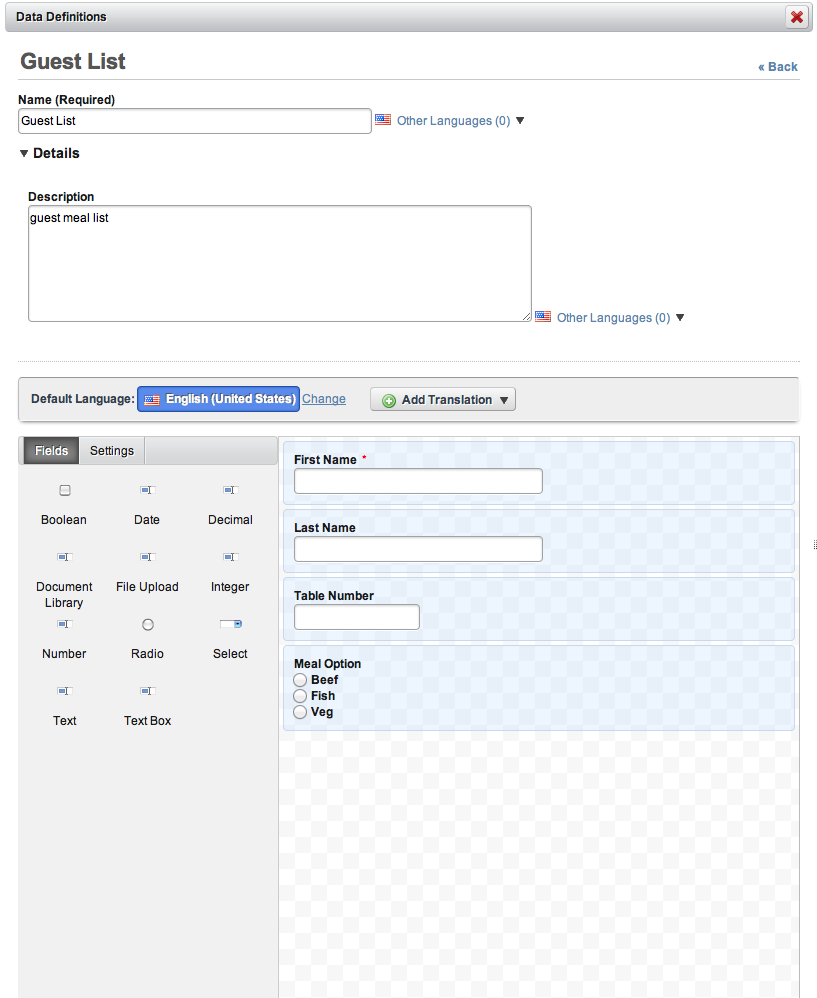 Data Definitions
Guest List
« Back
Name (Required)
Guest List
Other Languages (0) ▼
▼ Details
Description
guest meal list
Other Languages (0) ▼
Default Language: English (United States) Change Add Translation ▼
Fields Settings
Boolean Date Decimal
Document Library File Upload Integer
Number Radio Select
Text Text Box
First Name *
Last Name
Table Number
Meal Option
Beef
Fish
Veg